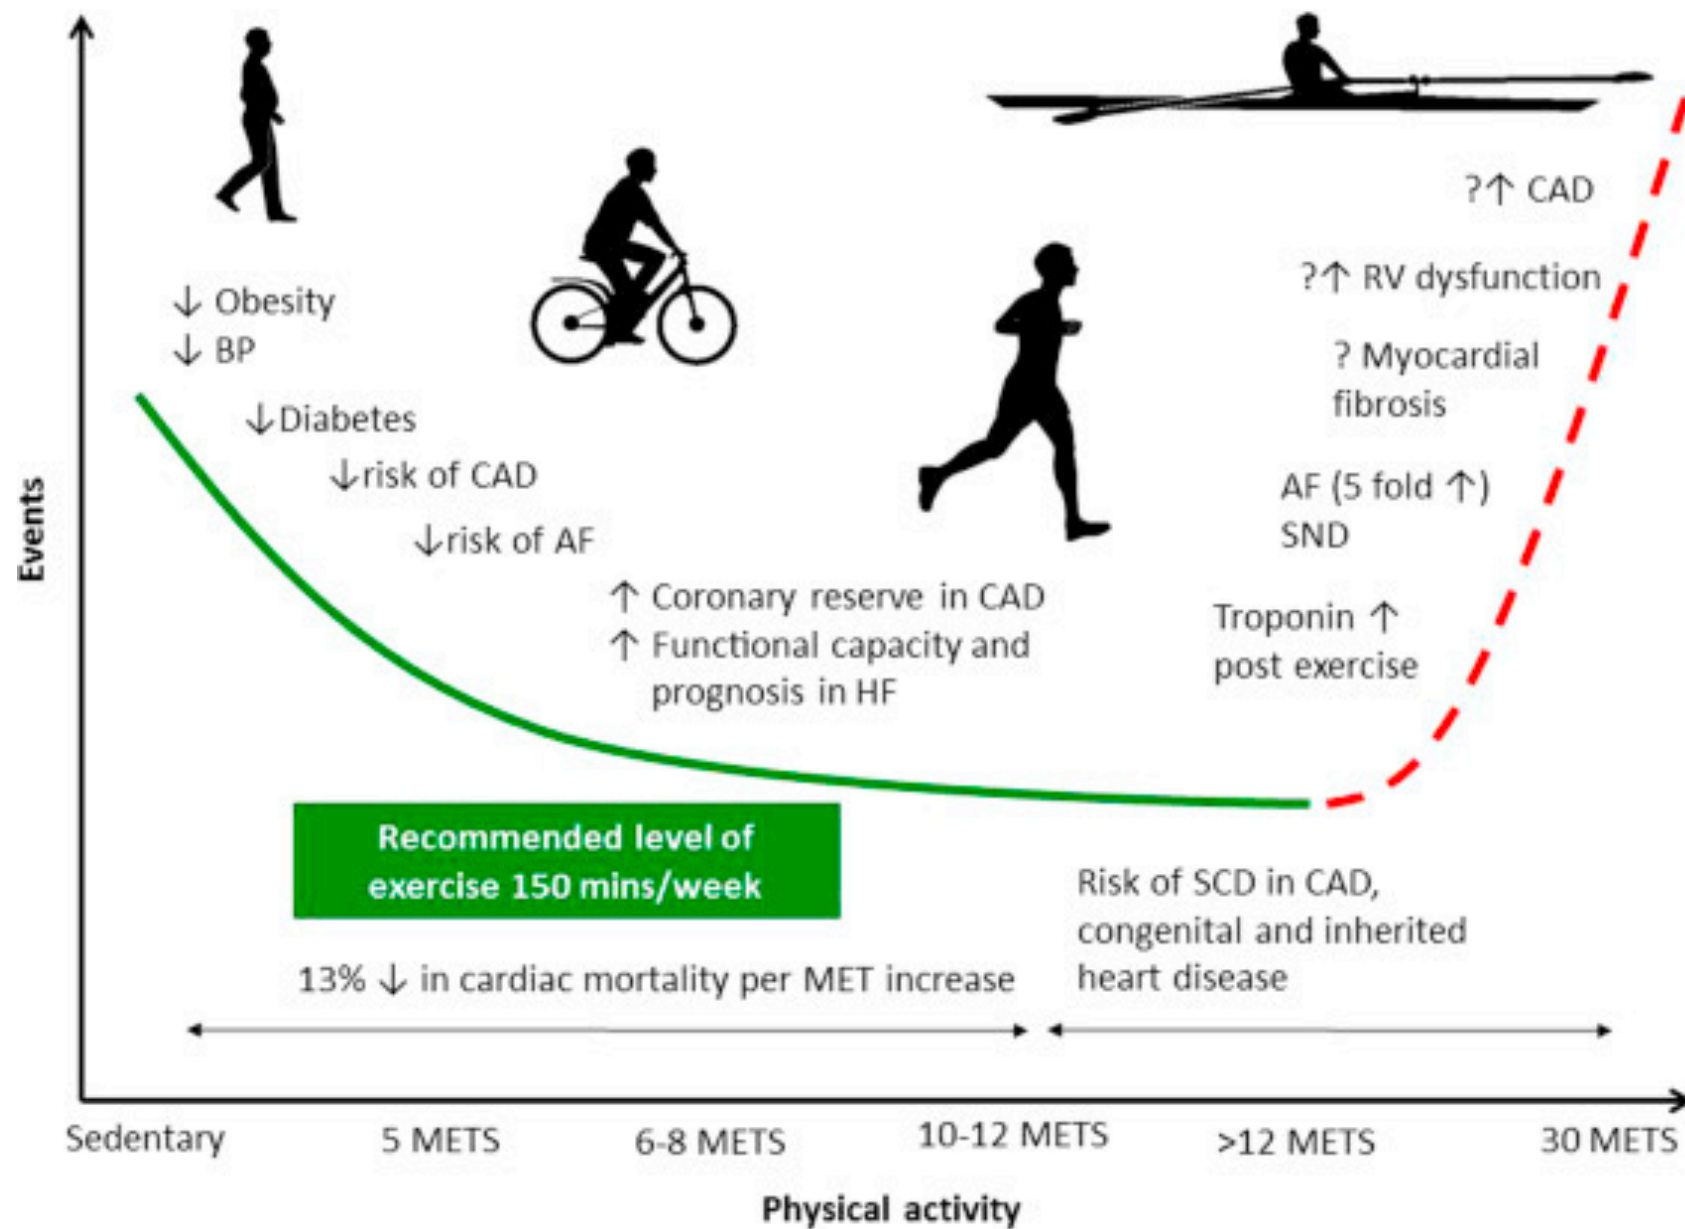 ↓ Obesity
↓ BP
↓Diabetes
↓risk of CAD
↓risk of AF
↑ Coronary reserve in CAD
↑ Functional capacity and
prognosis in HF
?↑ CAD
?↑ RV dysfunction
? Myocardial
fibrosis
AF (5 fold ↑)
SND
Troponin ↑
post exercise
Events
Recommended level of
exercise 150 mins/week
13% ↓ in cardiac mortality per MET increase
Risk of SCD in CAD,
congenital and inherited
heart disease
Sedentary
5 METS
6-8 METS
10-12 METS
>12 METS
30 METS
Physical activity